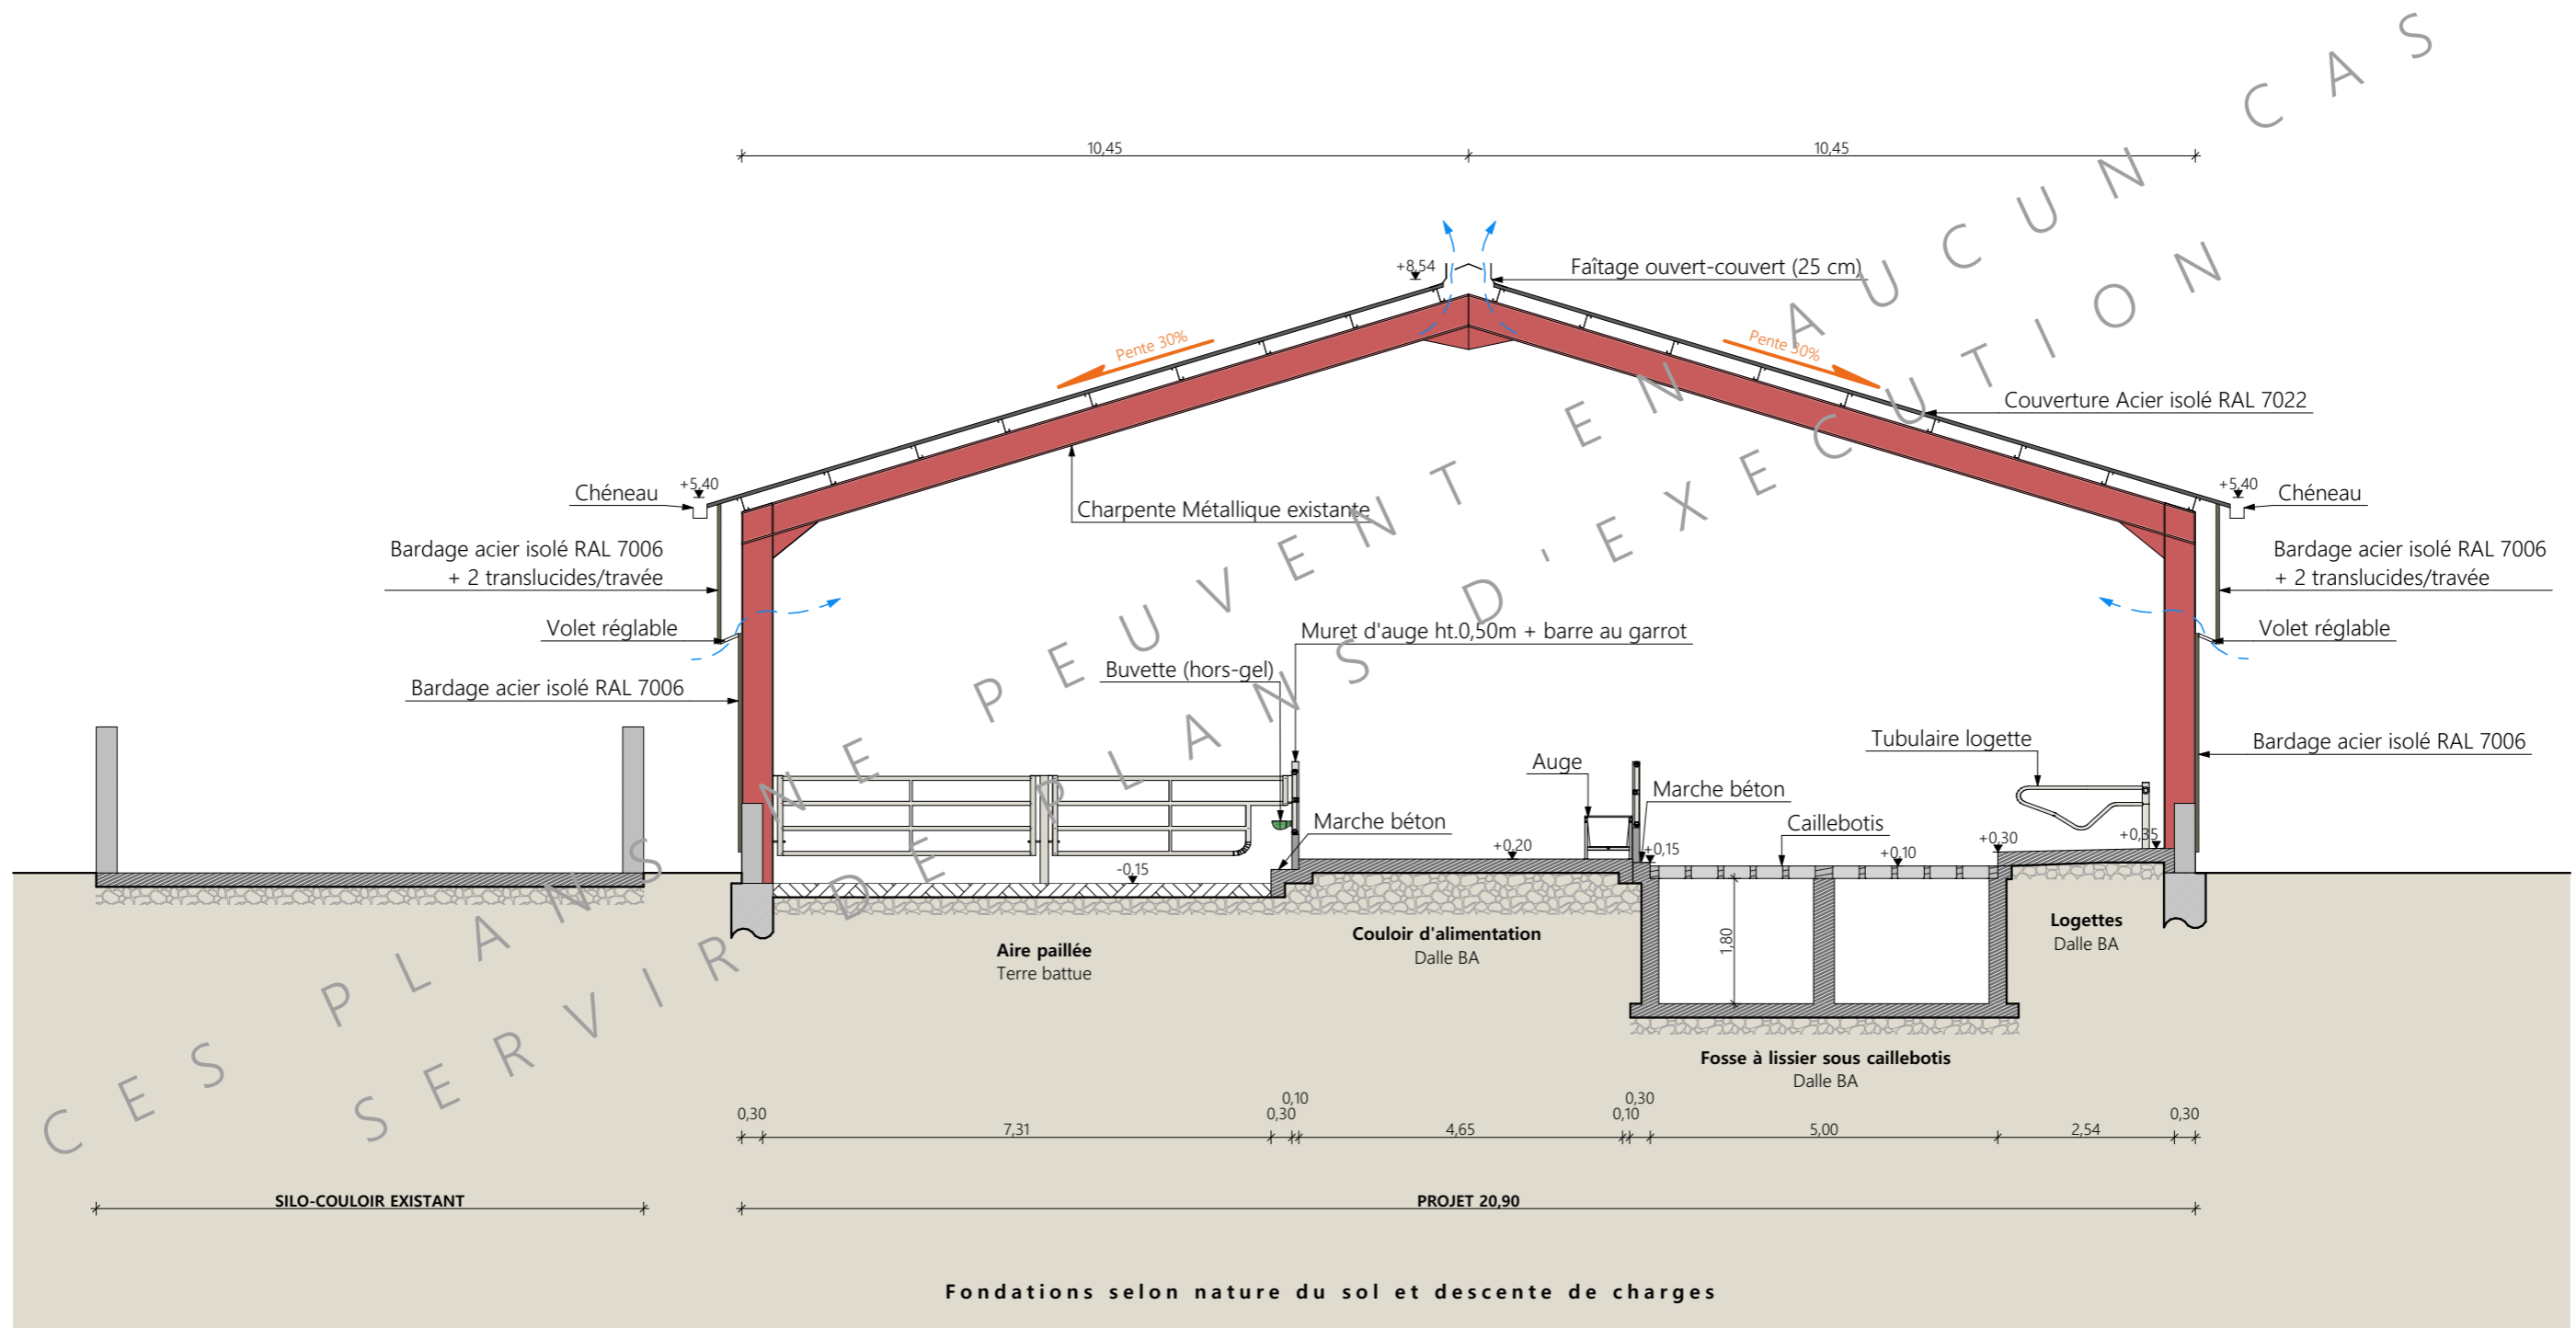 10,45
10,45
+8,54
Faîtage ouvert-couvert (25 cm)
Pente 30%
Pente 30%
Couverture Acier isolé RAL 7022
+5,40
Chéneau
Charpente Métallique existante
+5,40
Chéneau
Bardage acier isolé RAL 7006
+ 2 translucides/travée
Bardage acier isolé RAL 7006
+ 2 translucides/travée
Volet réglable
Muret d'auge ht.0,50m + barre au garrot
Volet réglable
Buvette (hors-gel)
Bardage acier isolé RAL 7006
Tubulaire logette
Bardage acier isolé RAL 7006
Auge
Marche béton
Marche béton
Caillebotis
+0,20
+0,15
+0,10
+0,30
+0,35
-0,15
Aire paillée
Terre battue
Couloir d'alimentation
Dalle BA
1,80
Logettes
Dalle BA
Fosse à lissier sous caillebotis
Dalle BA
0,30
7,31
0,30
0,10
4,65
0,10
0,30
5,00
2,54
0,30
SILO-COULOIR EXISTANT
PROJET 20,90
Fondations selon nature du sol et descente de charges
CES PLANS NE PEUVENT EN AUCUN CAS
SERVIR DE PLANS D'EXECUTION